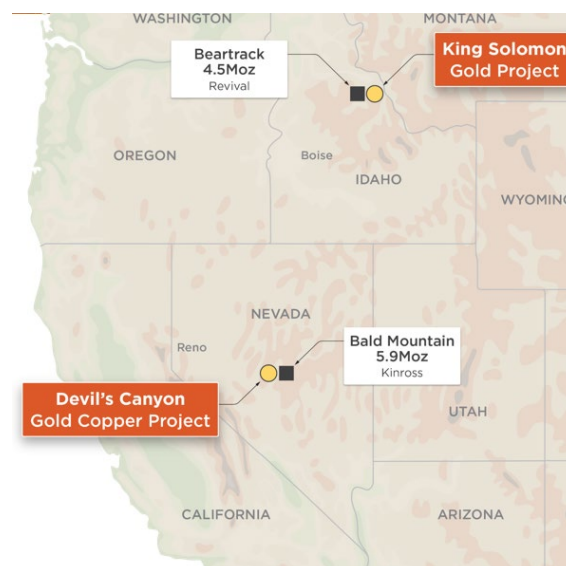 WASHINGTON
MONTANA
Beartrack
4.5Moz
Revival
King Solomon
Gold Project
OREGON
Boise
IDAHO
WYOMING
NEVADA
Reno
Bald Mountain
5.9Moz
Kinross
Devil's Canyon
Gold Copper Project
UTAH
CALIFORNIA
ARIZONA